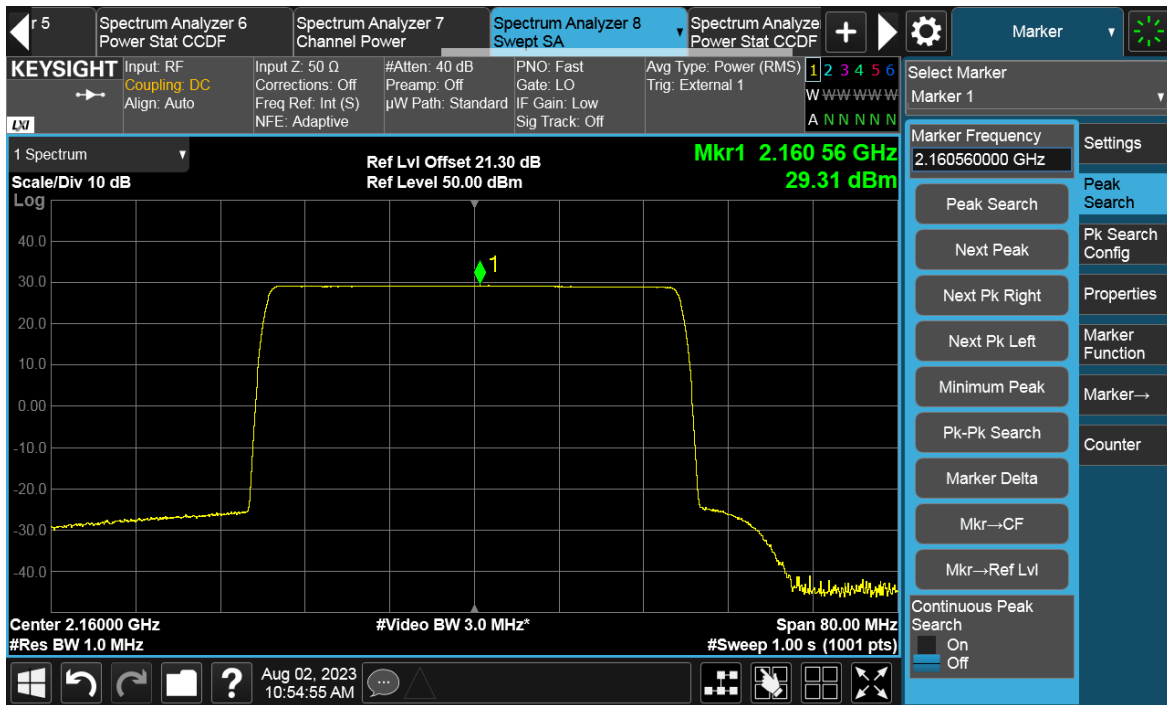 r 5
Spectrum Analyzer 6
Power Stat CCDF
Spectrum Analyzer 7
Channel Power
Spectrum Analyzer 8
Swept SA
Spectrum Analyze
Power Stat CCDF
+
Marker
KEYSIGHT
LXI
Input: RF
Coupling: DC
Align: Auto
Input Z: 50 Ω
Corrections: Off
Freq Ref: Int (S)
NFE: Adaptive
#Atten: 40 dB
Preamp: Off
µW Path: Standard
PNO: Fast
Gate: LO
IF Gain: Low
Sig Track: Off
Avg Type: Power (RMS)
Trig: External 1
1 2 3 4 5 6
W W W W W W
A N N N N N
Select Marker
Marker 1
1 Spectrum
Scale/Div 10 dB
Log
Ref Lvl Offset 21.30 dB
Ref Level 50.00 dBm
Mkr1 2.160 56 GHz
29.31 dBm
1
40.0
30.0
20.0
10.0
0.00
-10.0
-20.0
-30.0
-40.0
Center 2.16000 GHz
#Res BW 1.0 MHz
#Video BW 3.0 MHz*
Span 80.00 MHz
#Sweep 1.00 s (1001 pts)
Marker Frequency
2.160560000 GHz
Peak Search
Next Peak
Next Pk Right
Next Pk Left
Minimum Peak
Pk-Pk Search
Marker Delta
Mkr→CF
Mkr→Ref Lvl
Continuous Peak
Search
On
Off
Settings
Peak
Search
Pk Search
Config
Properties
Marker
Function
Marker→
Counter
?
Aug 02, 2023
10:54:55 AM